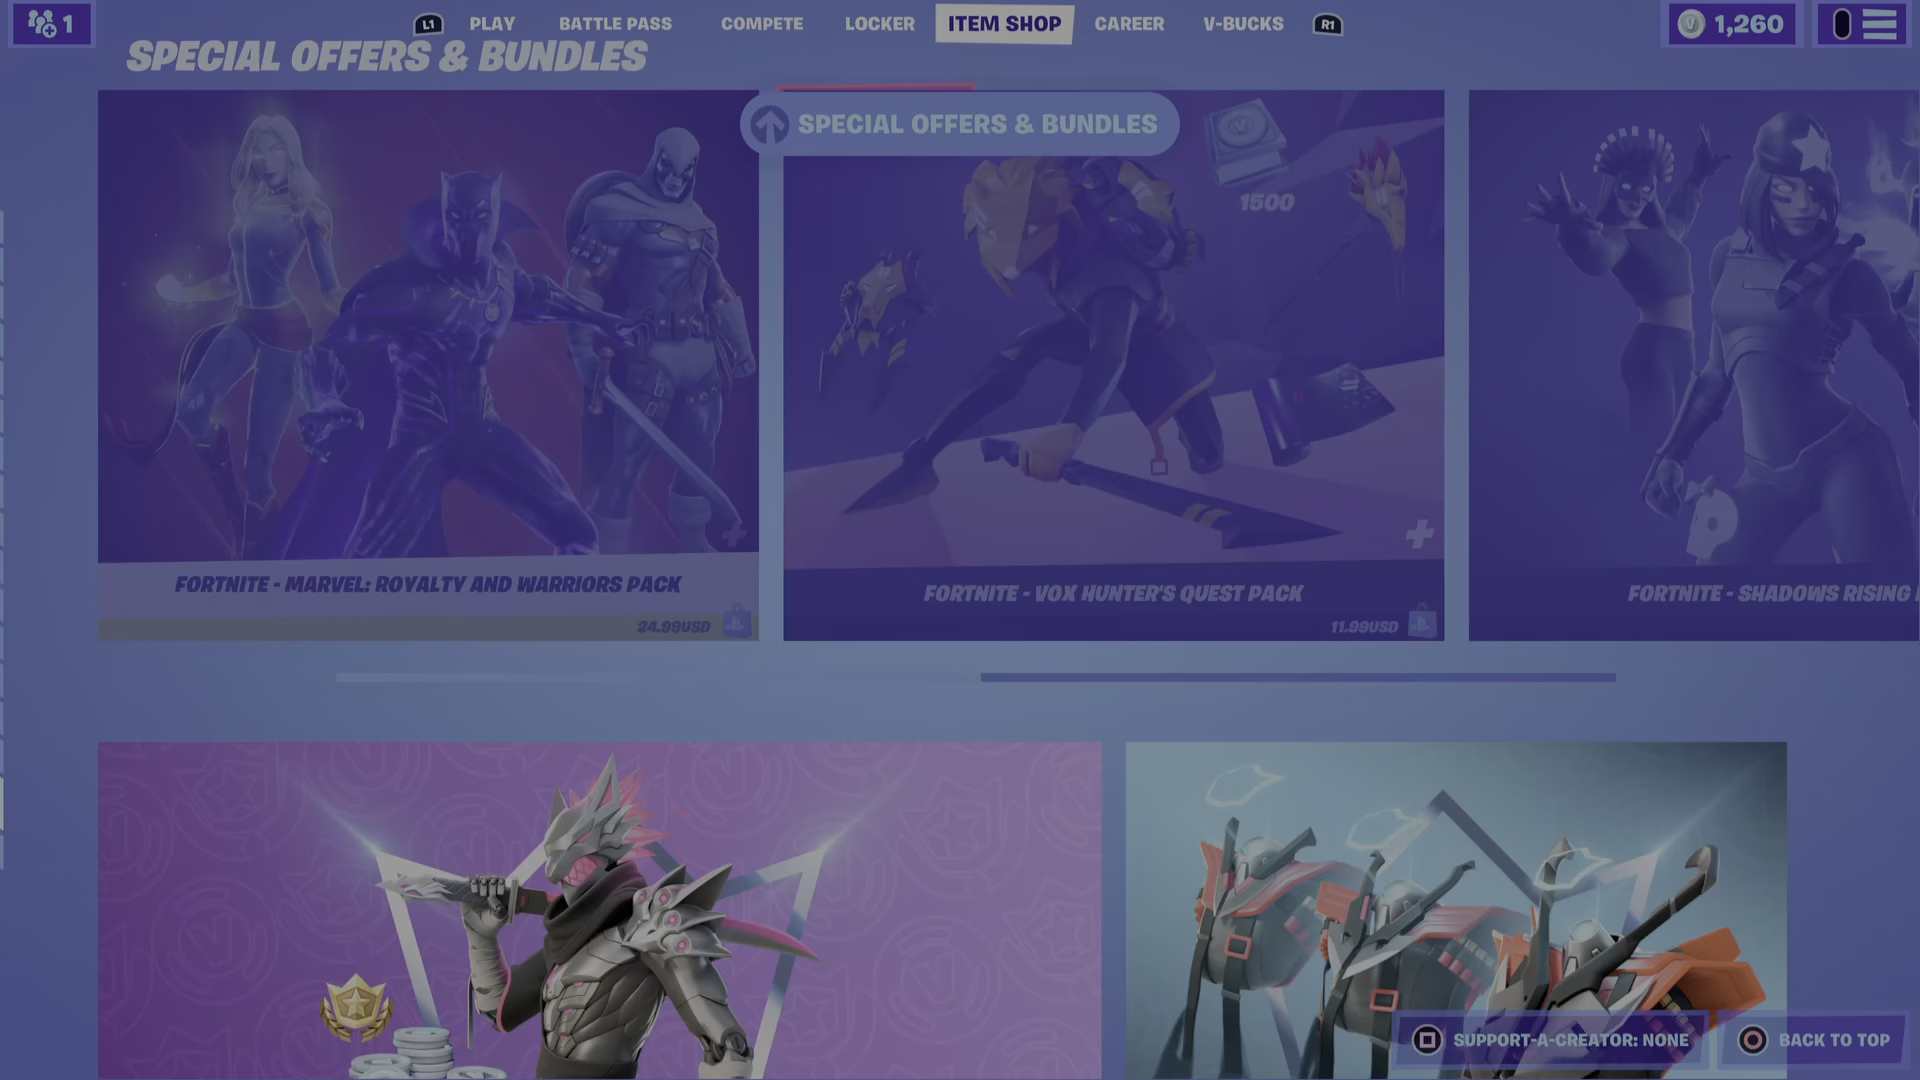 1
L1
PLAY
BATTLE PASS
COMPETE
LOCKER
ITEM SHOP
CAREER
V-BUCKS
R1
1,260
SPECIAL OFFERS & BUNDLES
SPECIAL OFFERS & BUNDLES
1500
FORTNITE - MARVEL: ROYALTY AND WARRIORS PACK
24.99USD
FORTNITE - VOX HUNTER'S QUEST PACK
11.99USD
FORTNITE - SHADOWS RISING
SUPPORT-A-CREATOR: NONE
BACK TO TOP